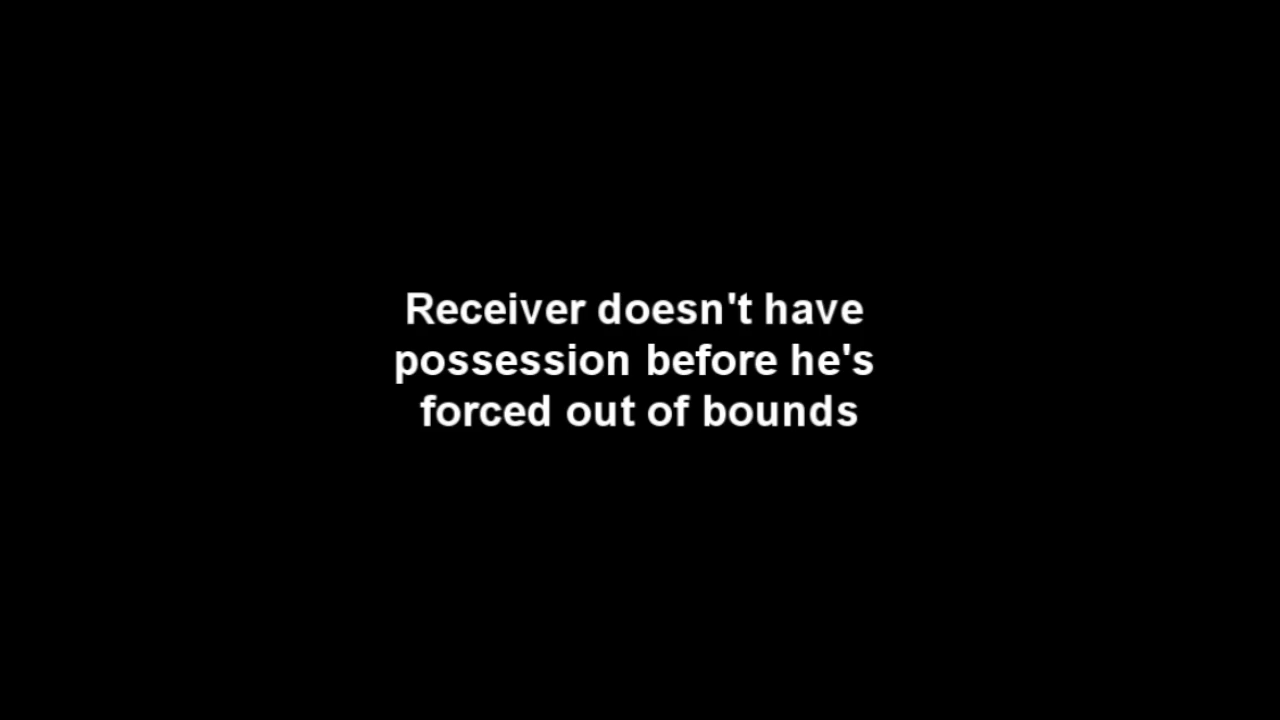 Receiver doesn't have
possession before he's
forced out of bounds